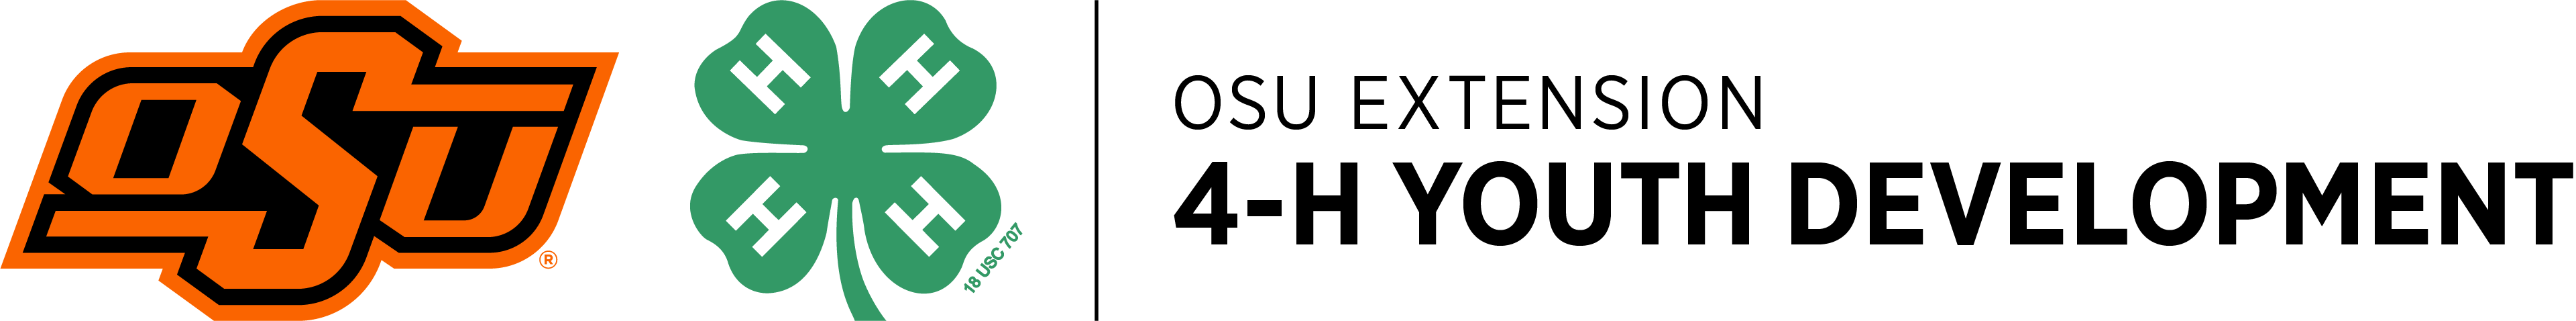 OSU
®
H H
H H
18 USC 707
OSU EXTENSION
4-H YOUTH DEVELOPMENT